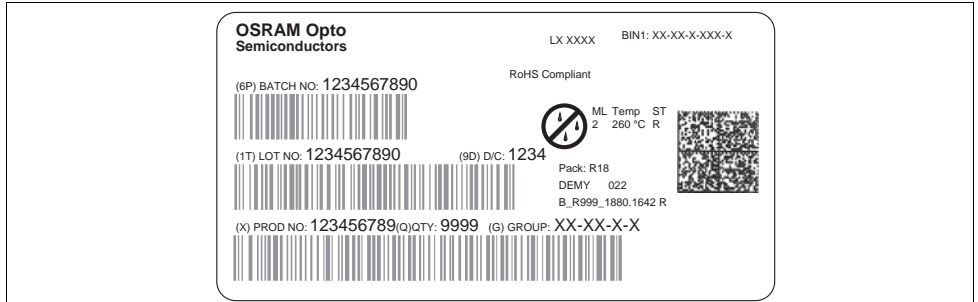 OSRAM Opto
Semiconductors
LX XXXX
BIN1: XX-XX-X-XXX-X
RoHS Compliant
(6P) BATCH NO: 1234567890
ML Temp ST
2 260 °C R
(1T) LOT NO: 1234567890 (9D) D/C: 1234
Pack: R18
DEMY 022
B_R999_1880.1642 R
(X) PROD NO: 123456789(Q)QTY: 9999 (G) GROUP: XX-XX-X-X